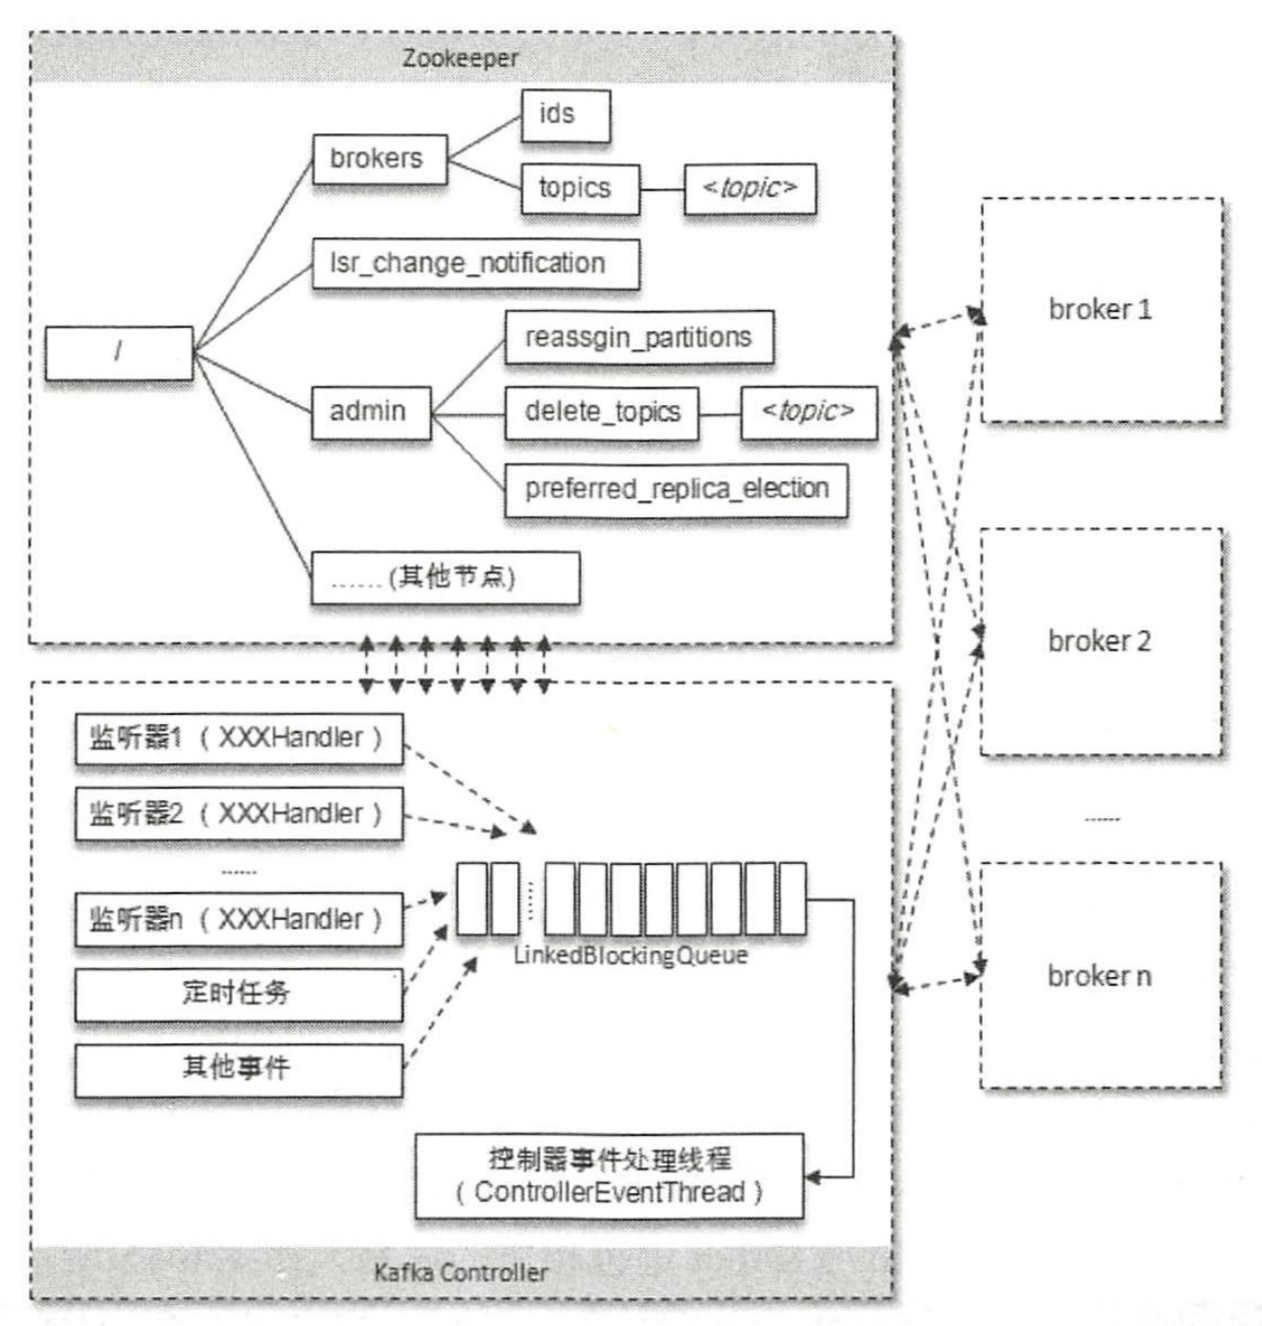 Zookeeper
ids
brokers
topics
<topic>
lsr_change_notification
/
reassgin_partitions
admin
delete_topics
<topic>
preferred_replica_election
...... (其他节点)
broker 1
broker 2
......
broker n
监听器1 （ XXXHandler ）
监听器2 （ XXXHandler ）
......
监听器n （ XXXHandler ）
定时任务
其他事件
LinkedBlockingQueue
控制器事件处理线程
（ ControllerEventThread ）
Kafka Controller